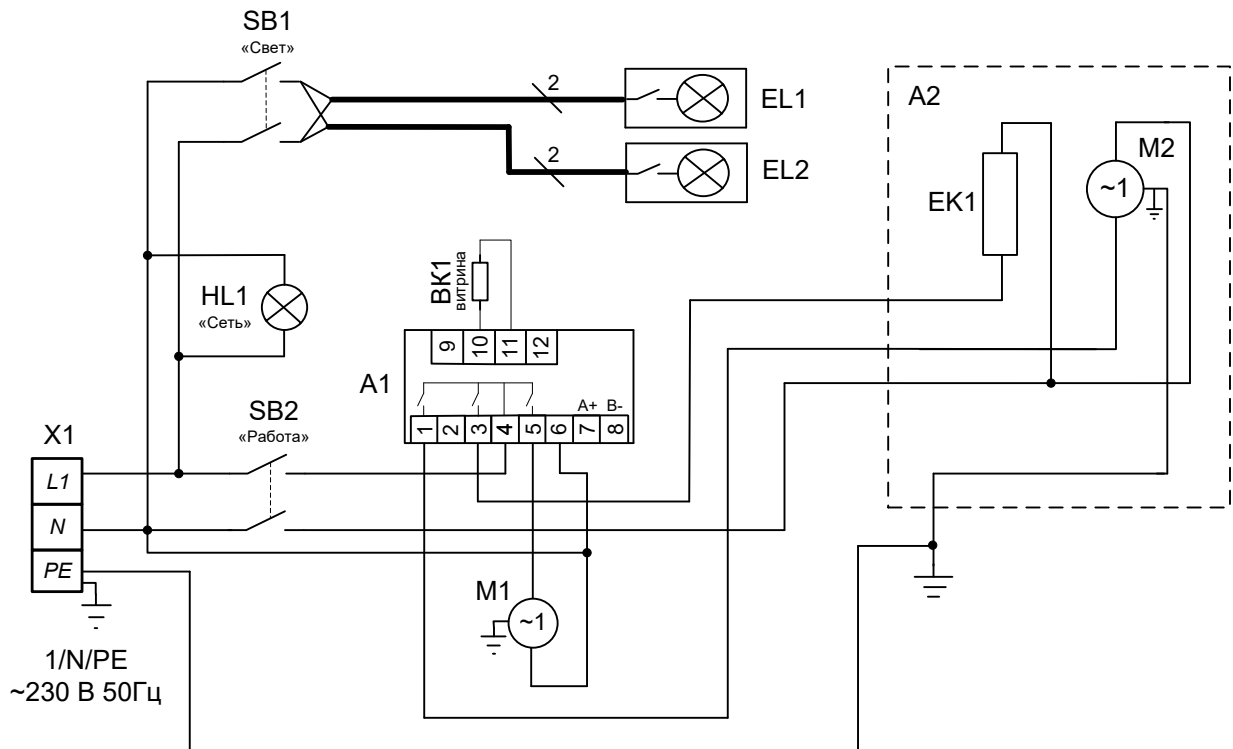 SB1
«Свет»
2
EL1
2
EL2
A2
M2
~1
EK1
HL1
«Сеть»
BK1
витрина
9
10
11
12
A1
A+
B-
1
2
3
4
5
6
7
8
SB2
«Работа»
X1
L1
N
PE
M1
~1
1/N/PE
~230 В 50Гц